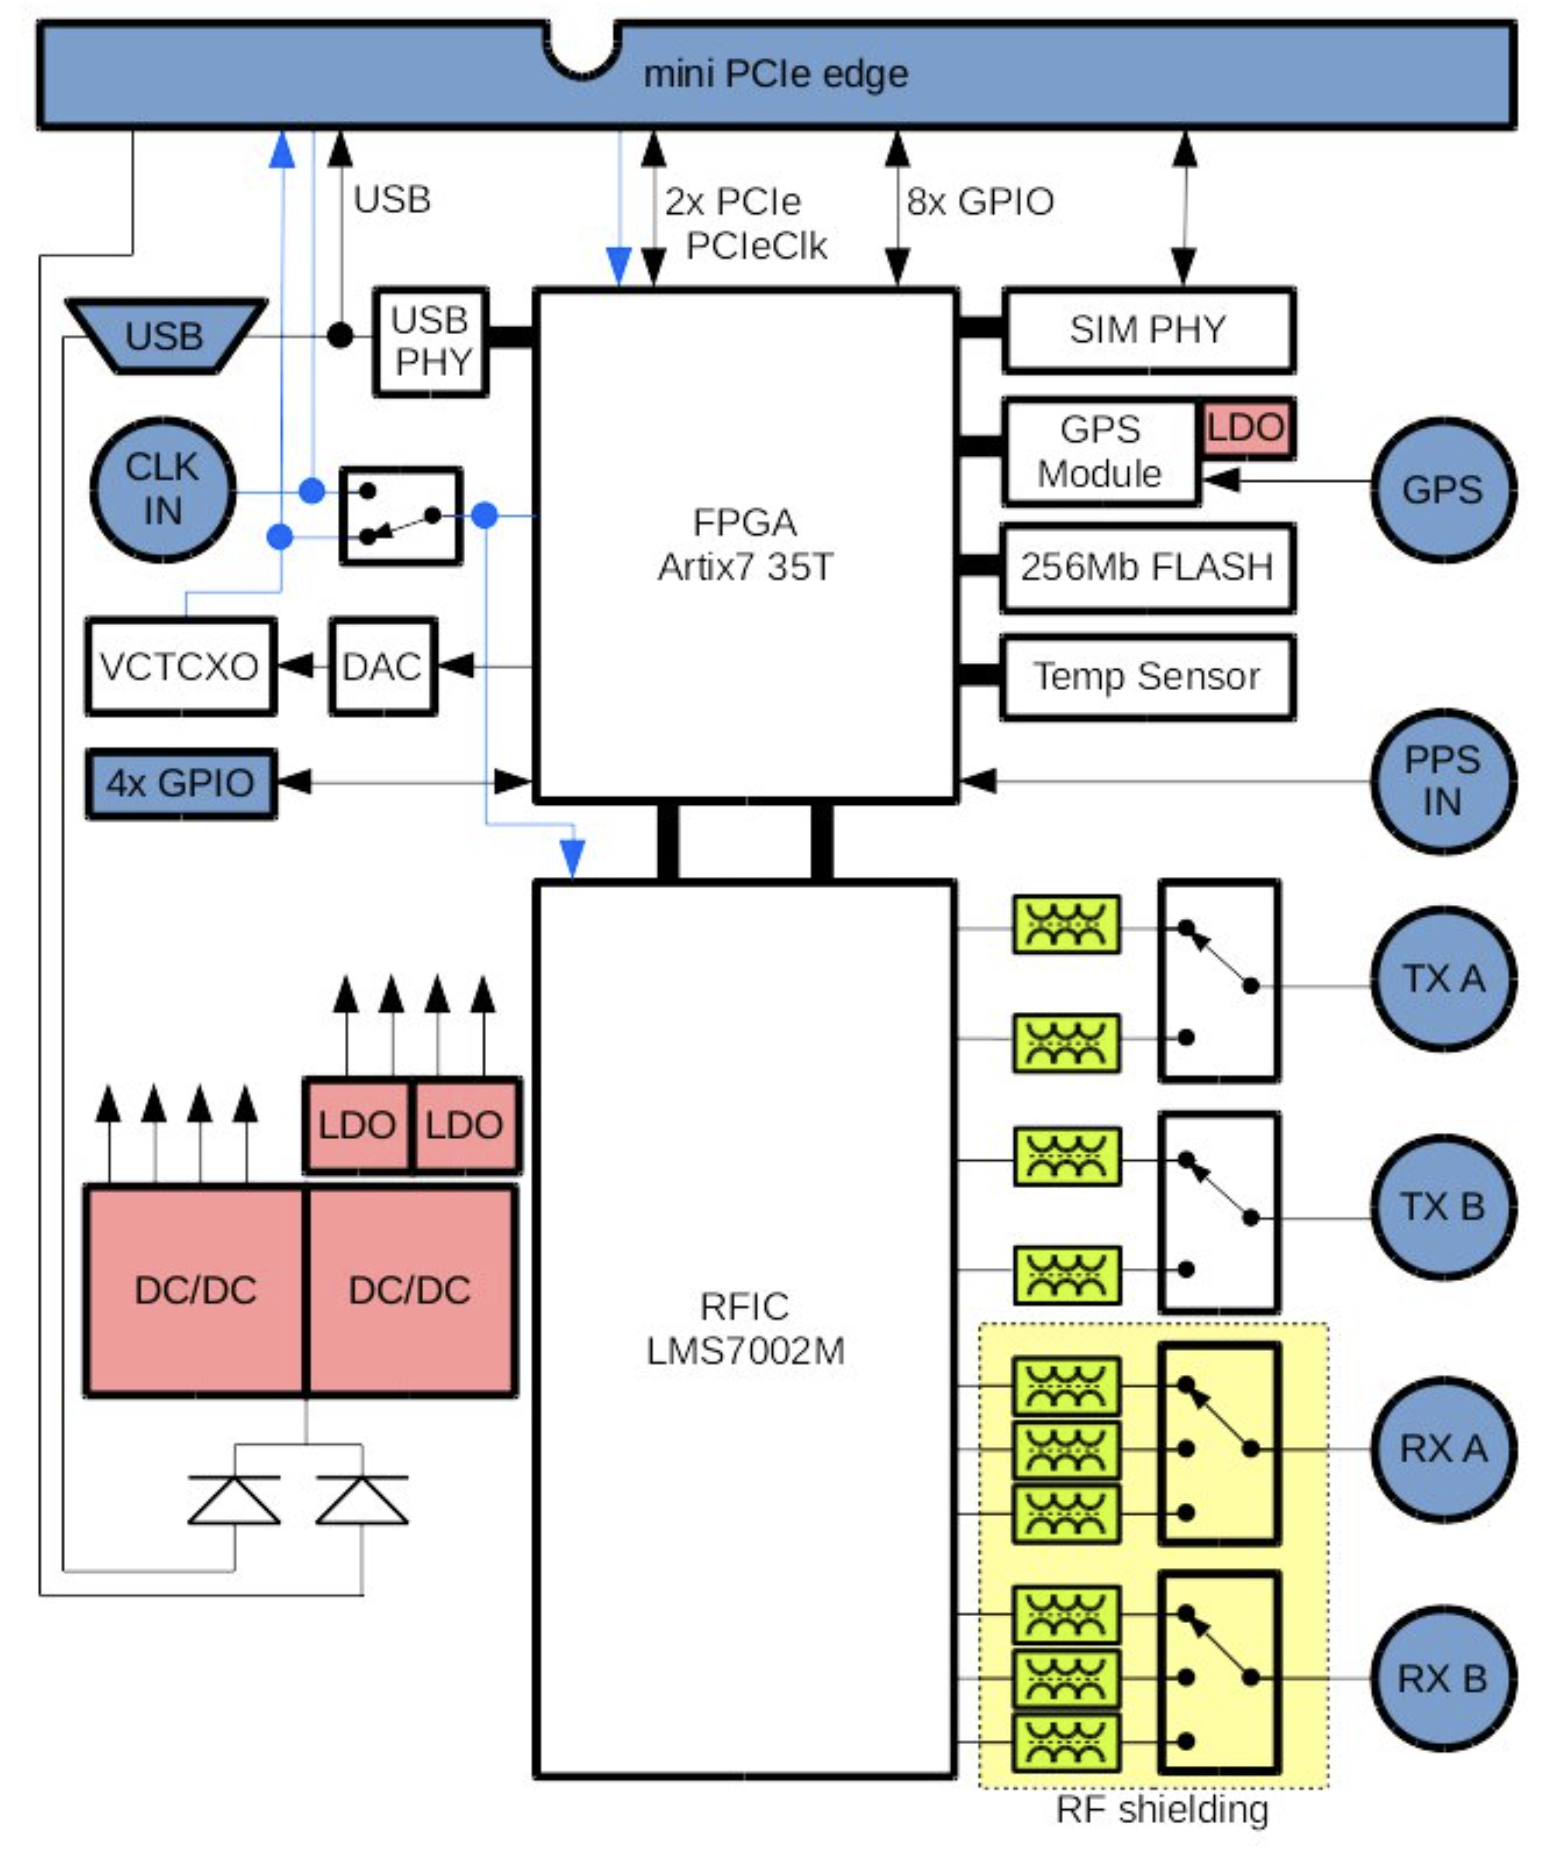 mini PCIe edge
USB
2x PCIe
PCIeClk
8x GPIO
USB
USB
PHY
SIM PHY
CLK
IN
GPS
Module
LDO
GPS
FPGA
Artix7 35T
256Mb FLASH
VCTCXO
DAC
Temp Sensor
4x GPIO
PPS
IN
TX A
LDO
LDO
TX B
DC/DC
DC/DC
RFIC
LMS7002M
RX A
RX B
RF shielding